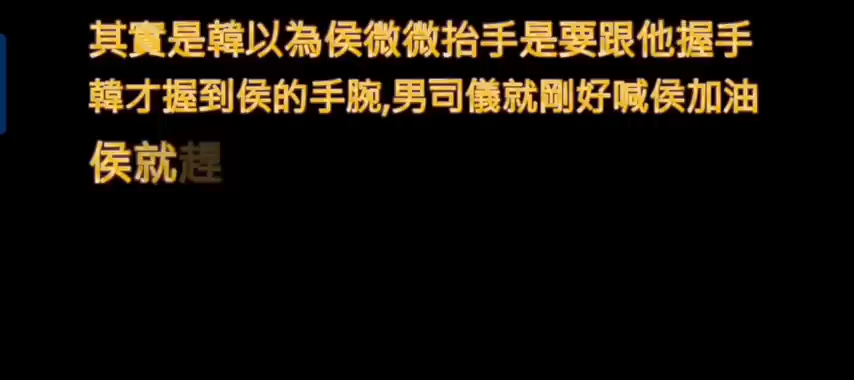 其實是韓以為侯微微抬手是要跟他握手
韓才握到侯的手腕,男司儀就剛好喊侯加油
侯就趕